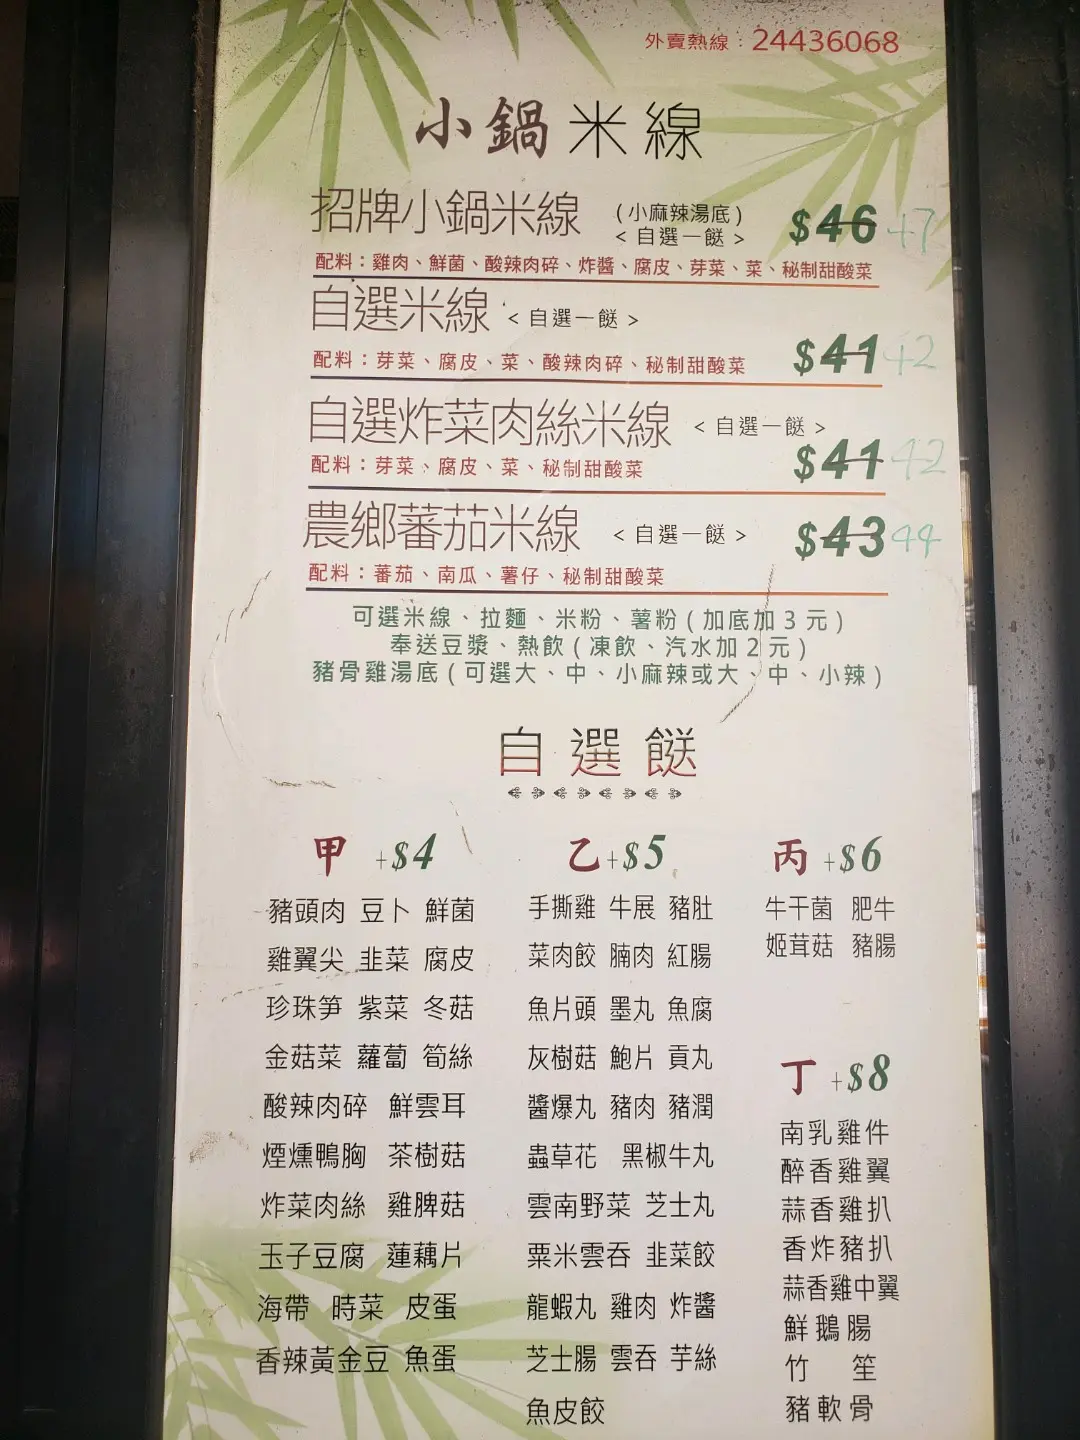 外賣熱線：24436068
小鍋米線
招牌小鍋米線 (小麻辣湯底) <自選一餸> $46 47
配料：雞肉、鮮菌、酸辣肉碎、炸醬、腐皮、芽菜、菜、秘制甜酸菜
自選米線 <自選一餸>
配料：芽菜、腐皮、菜、酸辣肉碎、秘制甜酸菜 $41 42
自選炸菜肉絲米線 <自選一餸>
配料：芽菜、腐皮、菜、秘制甜酸菜 $41 42
農鄉蕃茄米線 <自選一餸> $43 44
配料：蕃茄、南瓜、薯仔、秘制甜酸菜
可選米線、拉麵、米粉、薯粉(加底加3元)
奉送豆漿、熱飲(凍飲、汽水加2元)
豬骨雞湯底(可選大、中、小麻辣或大、中、小辣)
自選餸
甲 +$4
豬頭肉 豆卜 鮮菌
雞翼尖 韭菜 腐皮
珍珠笋 紫菜 冬菇
金菇菜 蘿蔔 筍絲
酸辣肉碎 鮮雲耳
煙燻鴨胸 茶樹菇
炸菜肉絲 雞脾菇
玉子豆腐 蓮藕片
海帶 時菜 皮蛋
香辣黃金豆 魚蛋
乙 +$5
手撕雞 牛展 豬肚
菜肉餃 腩肉 紅腸
魚片頭 墨丸 魚腐
灰樹菇 鮑片 貢丸
醬爆丸 豬肉 豬潤
蟲草花 黑椒牛丸
雲南野菜 芝士丸
粟米雲吞 韭菜餃
龍蝦丸 雞肉 炸醬
芝士腸 雲吞 芋絲
魚皮餃
丙 +$6
牛干菌 肥牛
姬茸菇 豬腸
丁 +$8
南乳雞件
醉香雞翼
蒜香雞扒
香炸豬扒
蒜香雞中翼
鮮鵝腸
竹笙
豬軟骨